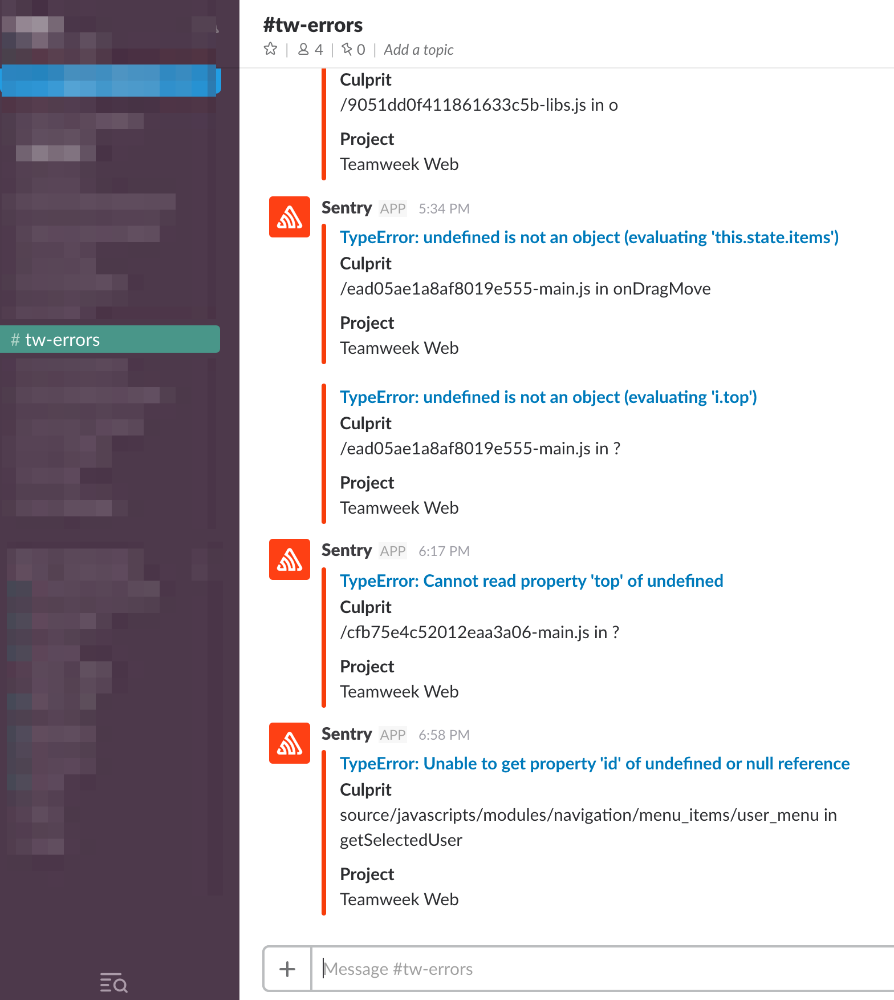 #tw-errors
4 | 0 | Add a topic
Culprit
/9051dd0f411861633c5b-libs.js in o
Project
Teamweek Web
Sentry APP 5:34 PM
TypeError: undefined is not an object (evaluating 'this.state.items')
Culprit
/ead05ae1a8af8019e555-main.js in onDragMove
Project
Teamweek Web
TypeError: undefined is not an object (evaluating 'i.top')
Culprit
/ead05ae1a8af8019e555-main.js in ?
Project
Teamweek Web
Sentry APP 6:17 PM
TypeError: Cannot read property 'top' of undefined
Culprit
/cfb75e4c52012eaa3a06-main.js in ?
Project
Teamweek Web
Sentry APP 6:58 PM
TypeError: Unable to get property 'id' of undefined or null reference
Culprit
source/javascripts/modules/navigation/menu_items/user_menu in
getSelectedUser
Project
Teamweek Web
Message #tw-errors
# tw-errors